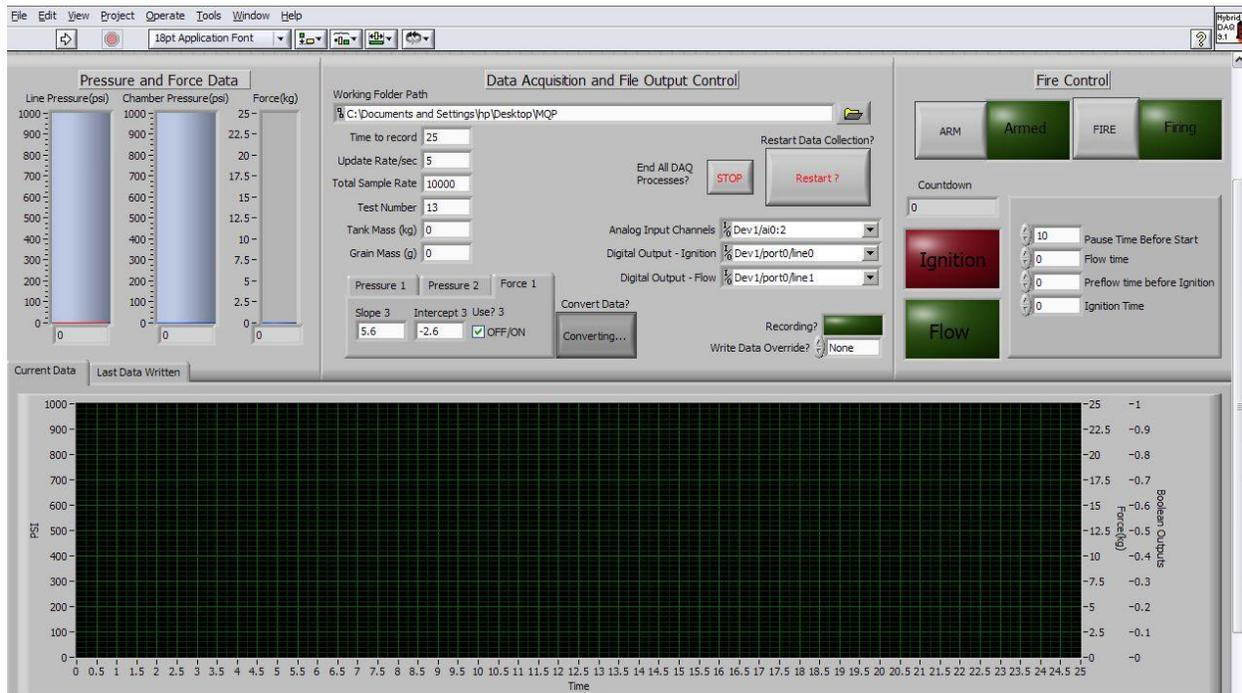 File Edit View Project Operate Tools Window Help
18pt Application Font
Hybrid
DAQ
3.1
Pressure and Force Data
Line Pressure(psi) Chamber Pressure(psi) Force(kg)
1000 1000 25
900 900 22.5
800 800 20
700 700 17.5
600 600 15
500 500 12.5
400 400 10
300 300 7.5
200 200 5
100 100 2.5
0 0 0
0 0 0
Data Acquisition and File Output Control
Working Folder Path
C:\Documents and Settings\hp\Desktop\MQP
Time to record 25
Update Rate/sec 5
Total Sample Rate 10000
Test Number 13
Tank Mass (kg) 0
Grain Mass (g) 0
Restart Data Collection?
End All DAQ
Processes?
STOP
Restart ?
Analog Input Channels Dev1/ai0:2
Digital Output - Ignition Dev1/port0/line0
Digital Output - Flow Dev1/port0/line1
Pressure 1 Pressure 2 Force 1
Slope 3 Intercept 3 Use? 3
5.6 -2.6 OFF/ON
Convert Data?
Converting...
Recording?
Write Data Override? None
Fire Control
ARM Armed FIRE Firing
Countdown
0
Ignition
Flow
10 Pause Time Before Start
0 Flow time
0 Preflow time before Ignition
0 Ignition Time
Current Data Last Data Written
1000 25 1
900 22.5 0.9
800 20 0.8
700 17.5 0.7
600 15 0.6
500 12.5 0.5
400 10 0.4
300 7.5 0.3
200 5 0.2
100 2.5 0.1
0 0 0
PSI
Force(kg)
Boolean Outputs
0 0.5 1 1.5 2 2.5 3 3.5 4 4.5 5 5.5 6 6.5 7 7.5 8 8.5 9 9.5 10 10.5 11 11.5 12 12.5 13 13.5 14 14.5 15 15.5 16 16.5 17 17.5 18 18.5 19 19.5 20 20.5 21 21.5 22 22.5 23 23.5 24 24.5 25
Time